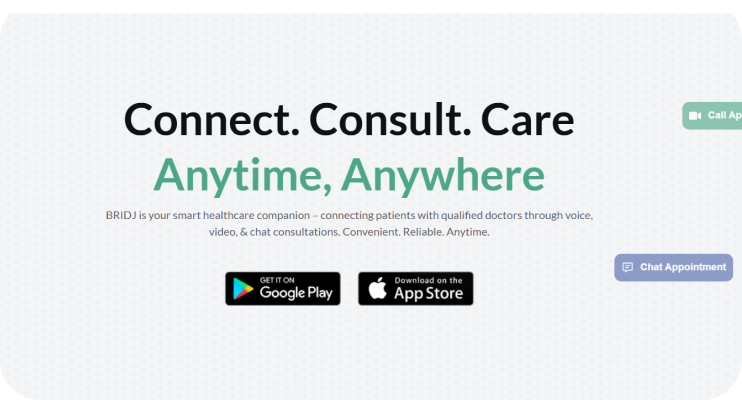 Connect. Consult. Care
Call Ap
Anytime, Anywhere
BRIDJ is your smart healthcare companion – connecting patients with qualified doctors through voice,
video, & chat consultations. Convenient. Reliable. Anytime.
Chat Appointment
GET IT ON
Google Play
Download on the
App Store